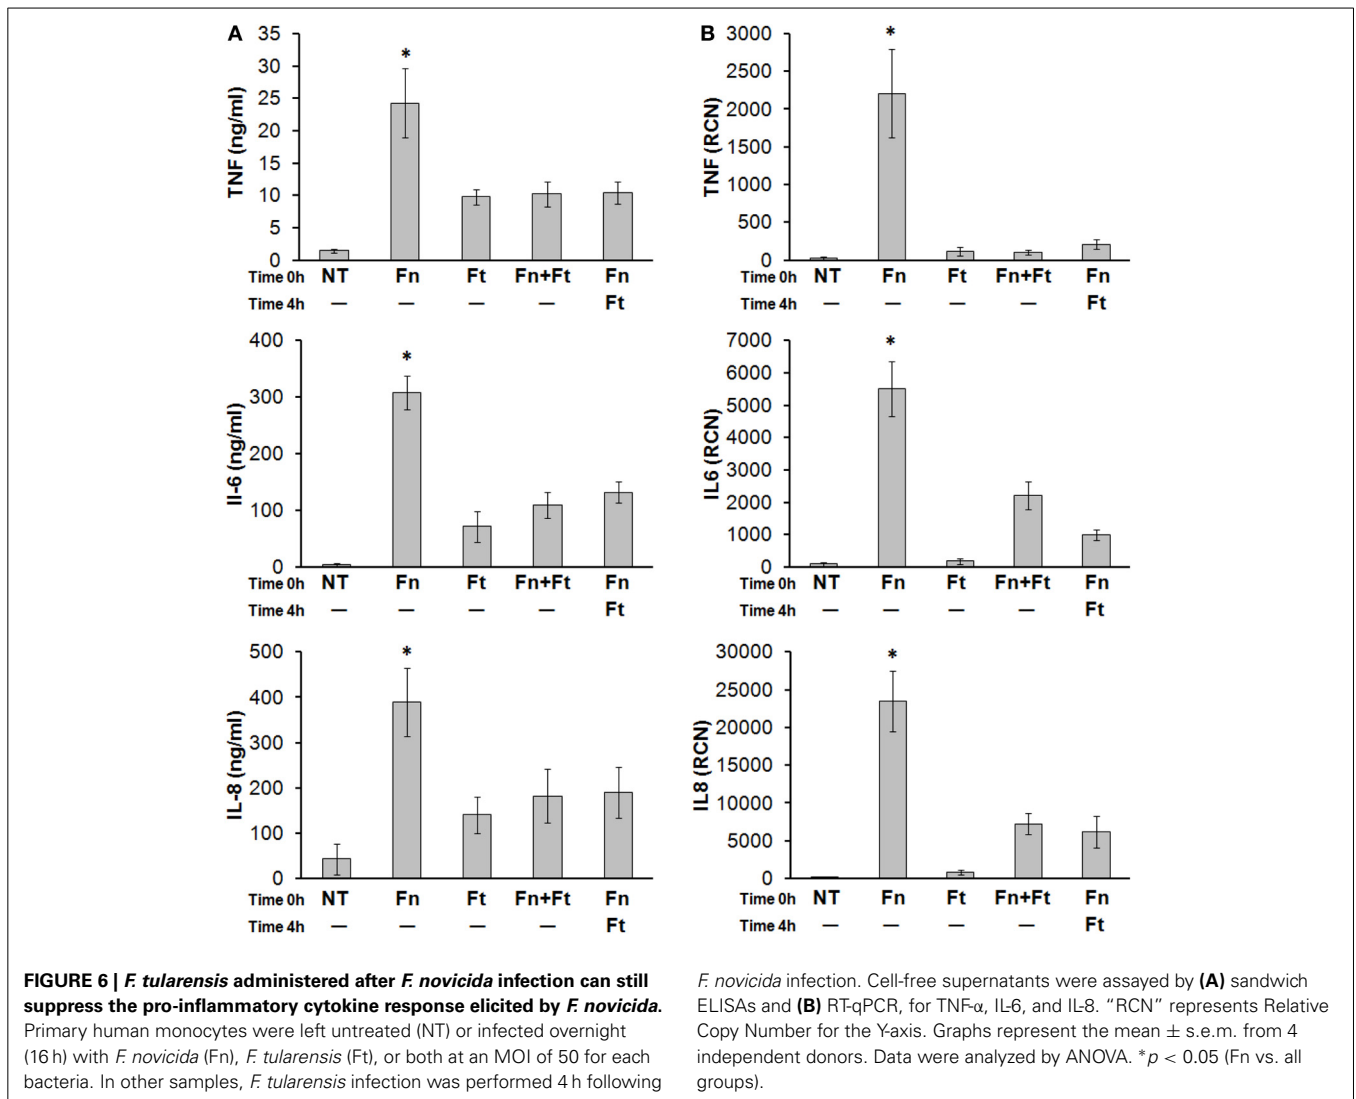 A
TNF (ng/ml)
35
30
25
20
15
10
5
0
Time 0h NT Fn Ft Fn+Ft Fn
Time 4h — — — — Ft
*
Il-6 (ng/ml)
400
300
200
100
0
Time 0h NT Fn Ft Fn+Ft Fn
Time 4h — — — — Ft
*
IL-8 (ng/ml)
500
400
300
200
100
0
Time 0h NT Fn Ft Fn+Ft Fn
Time 4h — — — — Ft
*
B
TNF (RCN)
3000
2500
2000
1500
1000
500
0
Time 0h NT Fn Ft Fn+Ft Fn
Time 4h — — — — Ft
*
IL6 (RCN)
7000
6000
5000
4000
3000
2000
1000
0
Time 0h NT Fn Ft Fn+Ft Fn
Time 4h — — — — Ft
*
IL8 (RCN)
30000
25000
20000
15000
10000
5000
0
Time 0h NT Fn Ft Fn+Ft Fn
Time 4h — — — — Ft
*
FIGURE 6 | F. tularensis administered after F. novicida infection can still
suppress the pro-inflammatory cytokine response elicited by F. novicida.
Primary human monocytes were left untreated (NT) or infected overnight
(16 h) with F. novicida (Fn), F. tularensis (Ft), or both at an MOI of 50 for each
bacteria. In other samples, F. tularensis infection was performed 4 h following
F. novicida infection. Cell-free supernatants were assayed by (A) sandwich
ELISAs and (B) RT-qPCR, for TNF-α, IL-6, and IL-8. “RCN” represents Relative
Copy Number for the Y-axis. Graphs represent the mean ± s.e.m. from 4
independent donors. Data were analyzed by ANOVA. *p < 0.05 (Fn vs. all
groups).